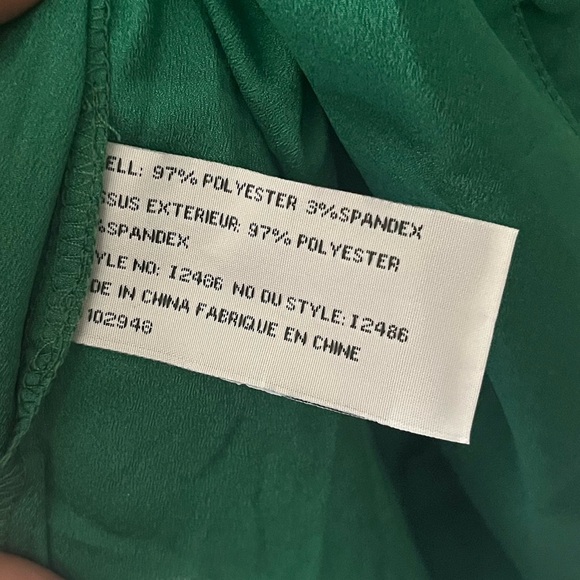 ELL: 97% POLYESTER 3%SPANDEX
SSUS EXTERIEUR: 97% POLYESTER
%SPANDEX
YLE NO: I2486 NO DU STYLE: I2486
DE IN CHINA FABRIQUE EN CHINE
102948